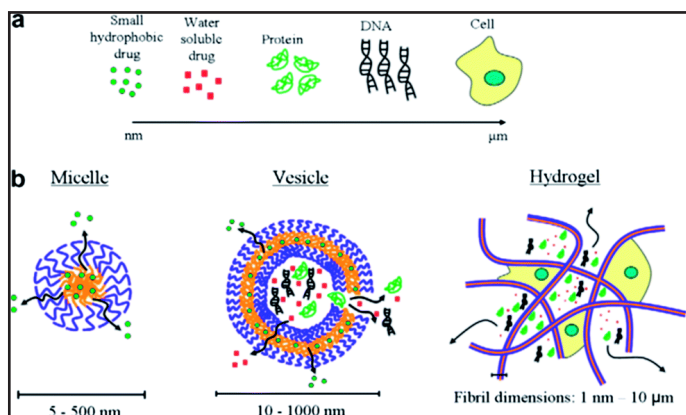 a
Small
hydrophobic
drug
Water
soluble
drug
Protein
DNA
Cell
nm
µm
b
Micelle
Vesicle
Hydrogel
5 - 500 nm
10 - 1000 nm
Fibril dimensions: 1 nm – 10 µm